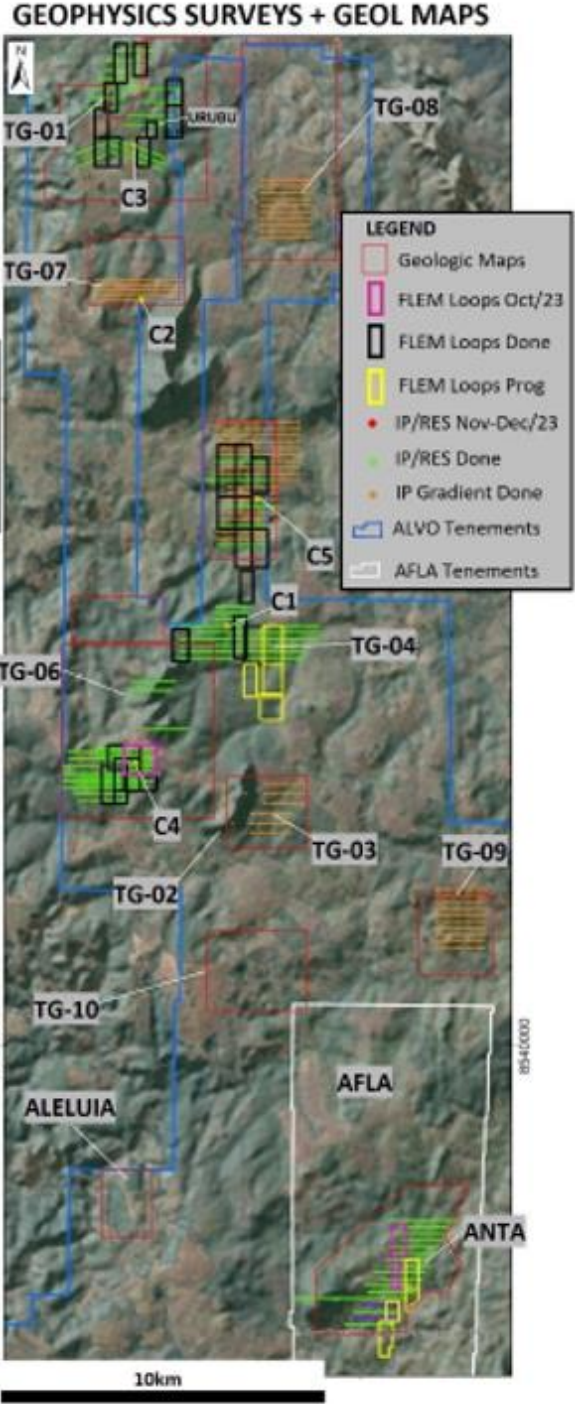 GEOPHYSICS SURVEYS + GEOL MAPS
N
TG-01
URUBU
TG-08
C3
LEGEND
Geologic Maps
FLEM Loops Oct/23
FLEM Loops Done
FLEM Loops Prog
IP/RES Nov-Dec/23
IP/RES Done
IP Gradient Done
ALVO Tenements
AFLA Tenements
TG-07
C2
C5
C1
TG-04
TG-06
C4
TG-03
TG-09
TG-02
TG-10
8540000
AFLA
ALELUIA
ANTA
10km